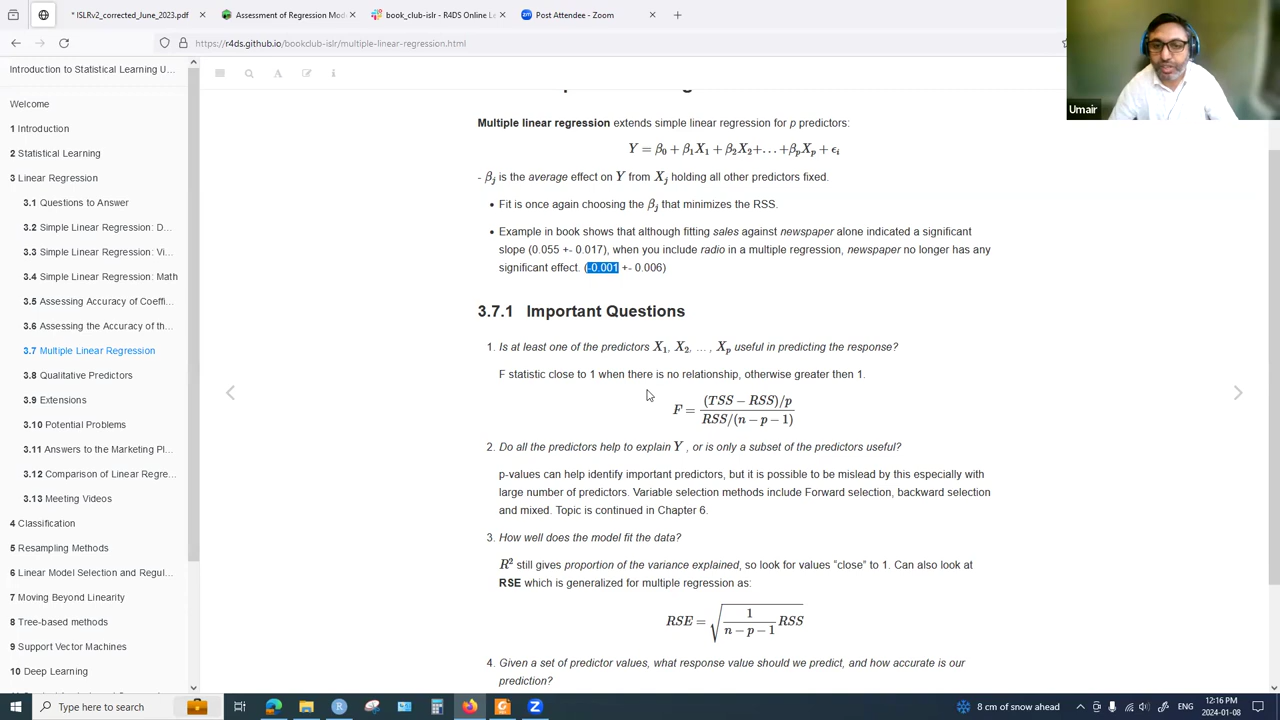 * ISLRv2_corrected_June_2023.pdf
Assessment of Regression Mod
book_club-islr - R4DS Online Le
Post Attendee - Zoom
https://r4ds.github.io/bookclub-islr/multiple-linear-regression.html
Umair
Introduction to Statistical Learning U...
Welcome
1 Introduction
2 Statistical Learning
3 Linear Regression
3.1 Questions to Answer
3.2 Simple Linear Regression: D...
3.3 Simple Linear Regression: Vi...
3.4 Simple Linear Regression: Math
3.5 Assessing Accuracy of Coeffi...
3.6 Assessing the Accuracy of th...
3.7 Multiple Linear Regression
3.8 Qualitative Predictors
3.9 Extensions
3.10 Potential Problems
3.11 Answers to the Marketing Pl...
3.12 Comparison of Linear Regre...
3.13 Meeting Videos
4 Classification
5 Resampling Methods
6 Linear Model Selection and Regul...
7 Moving Beyond Linearity
8 Tree-based methods
9 Support Vector Machines
10 Deep Learning
Multiple linear regression extends simple linear regression for p predictors:
Y = β0 + β1X1 + β2X2+...+βpXp + ϵi
- βj is the average effect on Y from Xj holding all other predictors fixed.
• Fit is once again choosing the βj that minimizes the RSS.
• Example in book shows that although fitting sales against newspaper alone indicated a significant
slope (0.055 +- 0.017), when you include radio in a multiple regression, newspaper no longer has any
significant effect. (-0.001 +- 0.006)
3.7.1 Important Questions
1. Is at least one of the predictors X1, X2, ... , Xp useful in predicting the response?
F statistic close to 1 when there is no relationship, otherwise greater then 1.
F = (TSS − RSS)/p
RSS/(n − p − 1)
2. Do all the predictors help to explain Y , or is only a subset of the predictors useful?
p-values can help identify important predictors, but it is possible to be mislead by this especially with
large number of predictors. Variable selection methods include Forward selection, backward selection
and mixed. Topic is continued in Chapter 6.
3. How well does the model fit the data?
R² still gives proportion of the variance explained, so look for values “close” to 1. Can also look at
RSE which is generalized for multiple regression as:
RSE = √ 1
n − p − 1 RSS
4. Given a set of predictor values, what response value should we predict, and how accurate is our
prediction?
Type here to search
8 cm of snow ahead
ENG
12:16 PM
2024-01-08